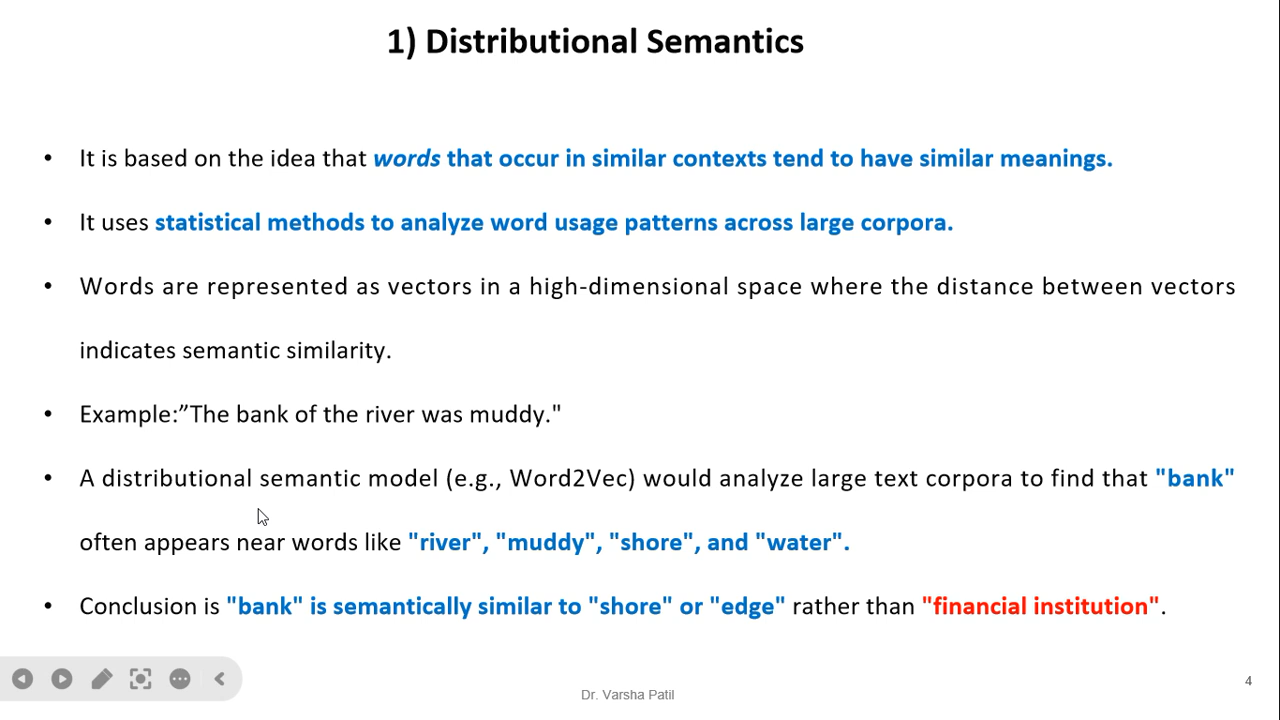 1) Distributional Semantics
• It is based on the idea that words that occur in similar contexts tend to have similar meanings.
• It uses statistical methods to analyze word usage patterns across large corpora.
• Words are represented as vectors in a high-dimensional space where the distance between vectors
indicates semantic similarity.
• Example:”The bank of the river was muddy."
• A distributional semantic model (e.g., Word2Vec) would analyze large text corpora to find that "bank"
often appears near words like "river", "muddy", "shore", and "water".
• Conclusion is "bank" is semantically similar to "shore" or "edge" rather than "financial institution".
4
Dr. Varsha Patil